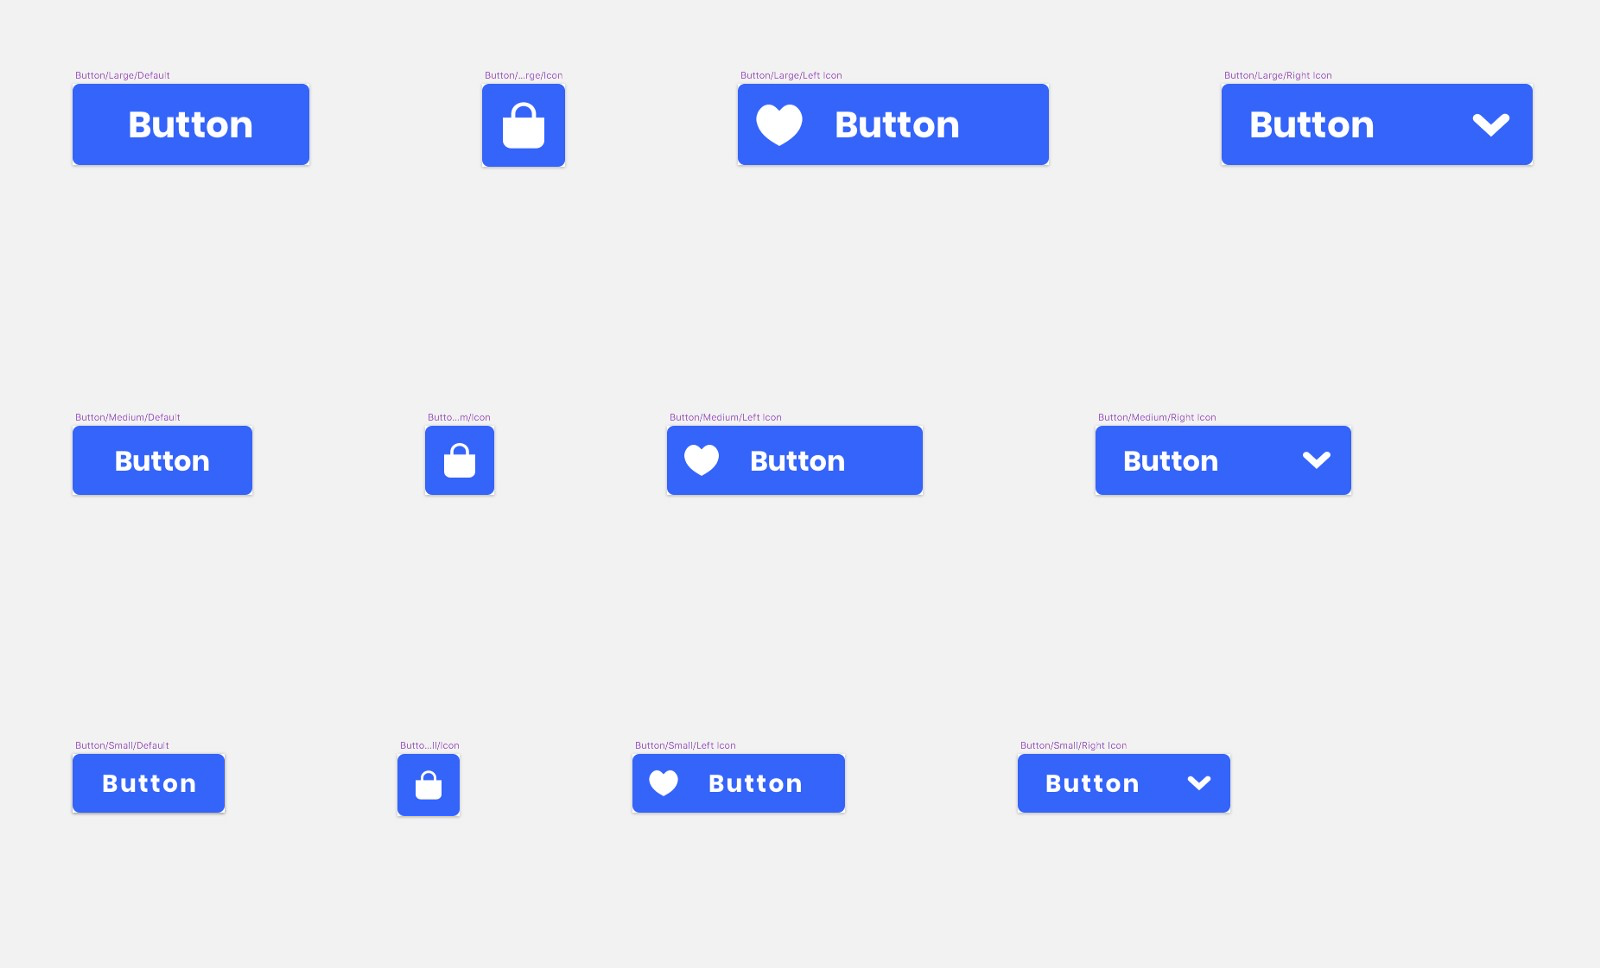 Button/Large/Default
Button/...rge/Icon
Button/Large/Left Icon
Button/Large/Right Icon
Button
Button
Button
Button/Medium/Default
Butto...m/Icon
Button/Medium/Left Icon
Button/Medium/Right Icon
Button
Button
Button
Button/Small/Default
Butto...ll/Icon
Button/Small/Left Icon
Button/Small/Right Icon
Button
Button
Button